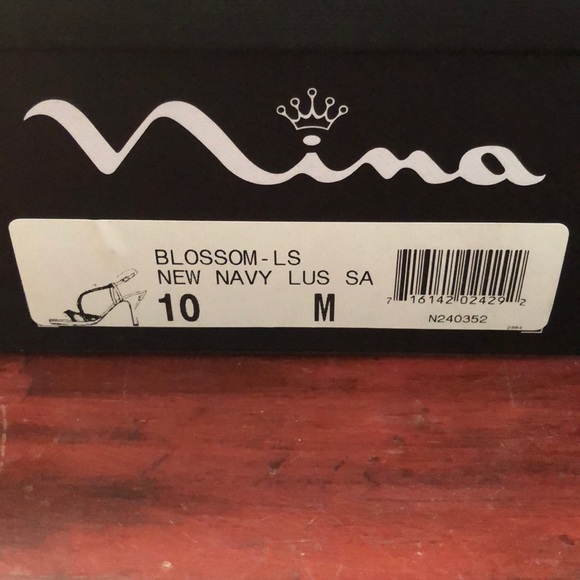 Nina
BLOSSOM-LS
NEW NAVY LUS SA
10 M
7 16142 02429 2
N240352